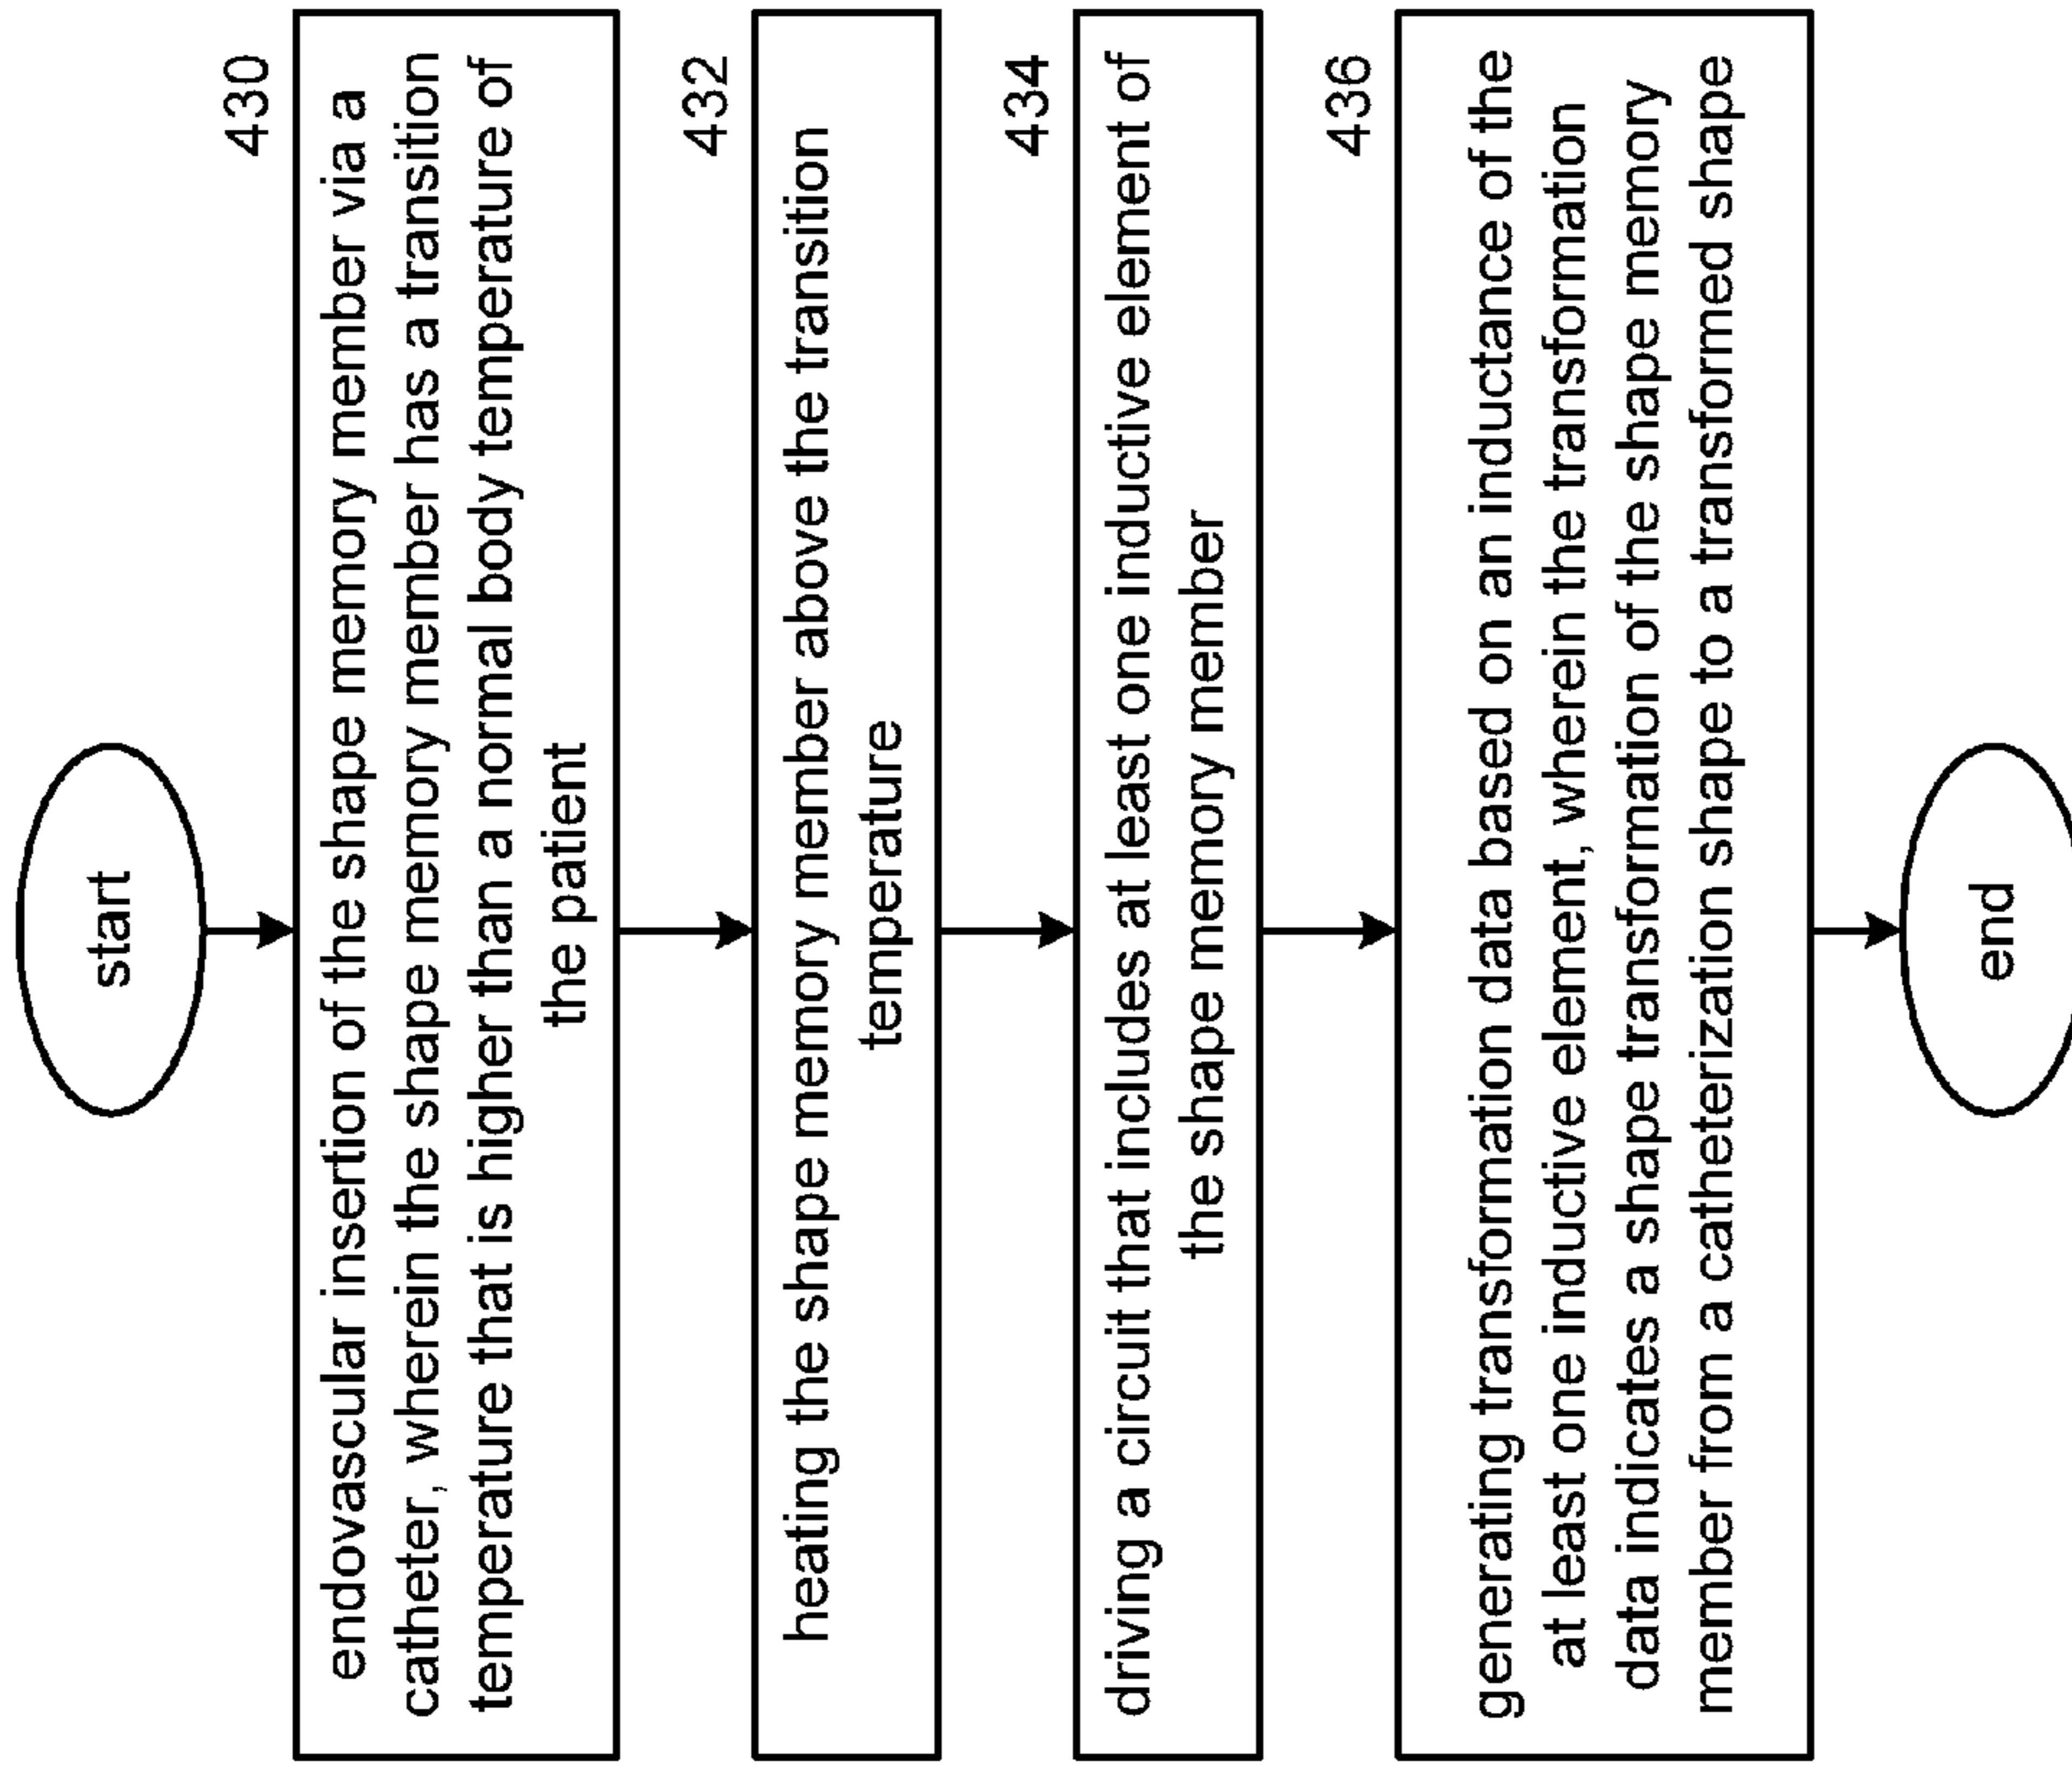 start
430
endovascular insertion of the shape memory member via a
catheter, wherein the shape memory member has a transition
temperature that is higher than a normal body temperature of
the patient
432
heating the shape memory member above the transition
temperature
434
driving a circuit that includes at least one inductive element of
the shape memory member
436
generating transformation data based on an inductance of the
at least one inductive element, wherein the transformation
data indicates a shape transformation of the shape memory
member from a catheterization shape to a transformed shape
end